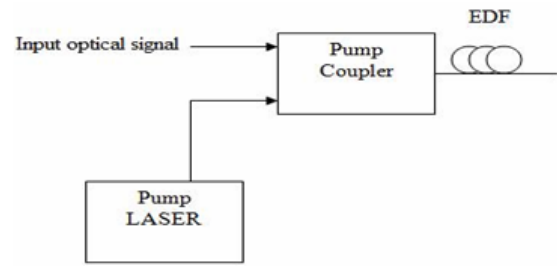 EDF
Input optical signal
Pump
Coupler
Pump
LASER